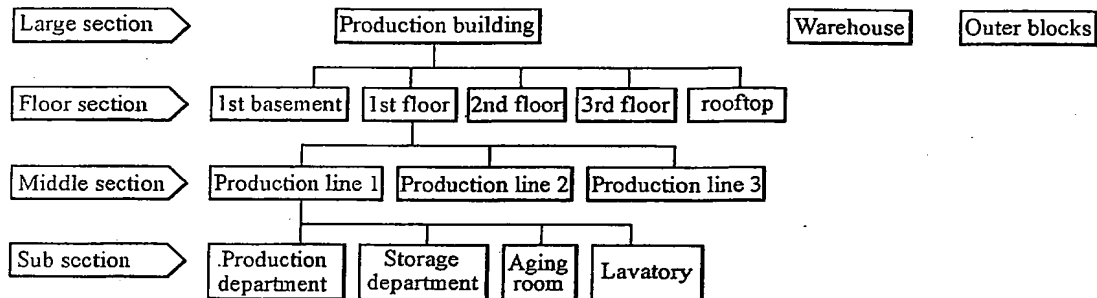 Large section
Production building
Warehouse
Outer blocks
Floor section
1st basement
1st floor
2nd floor
3rd floor
rooftop
Middle section
Production line 1
Production line 2
Production line 3
Sub section
.Production
department
Storage
department
Aging
room
Lavatory